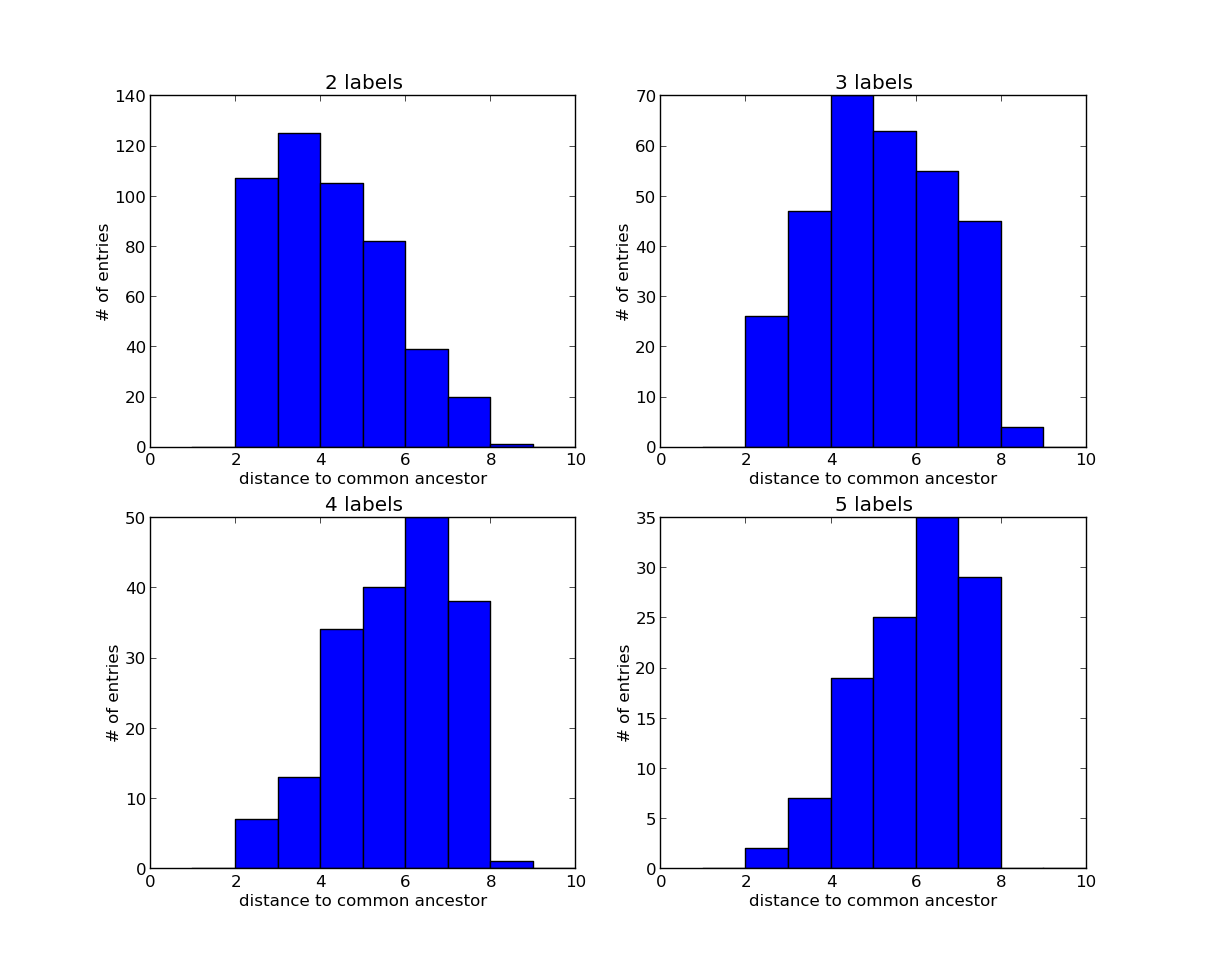 2 labels
140
120
100
80
60
40
20
0
# of entries
0 2 4 6 8 10
distance to common ancestor
3 labels
70
60
50
40
30
20
10
0
# of entries
0 2 4 6 8 10
distance to common ancestor
4 labels
50
40
30
20
10
0
# of entries
0 2 4 6 8 10
distance to common ancestor
5 labels
35
30
25
20
15
10
5
0
# of entries
0 2 4 6 8 10
distance to common ancestor